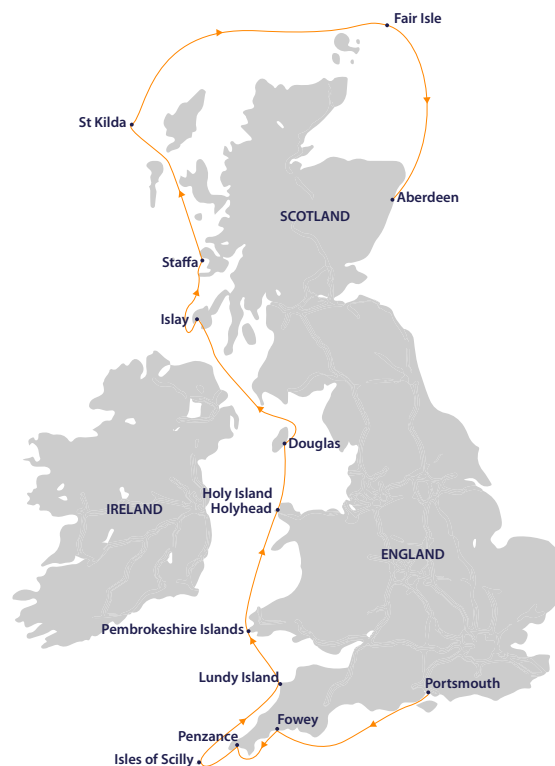 Fair Isle
St Kilda
Aberdeen
SCOTLAND
Staffa
Islay
Douglas
Holy Island
Holyhead
IRELAND
ENGLAND
Pembrokeshire Islands
Lundy Island
Portsmouth
Fowey
Penzance
Isles of Scilly